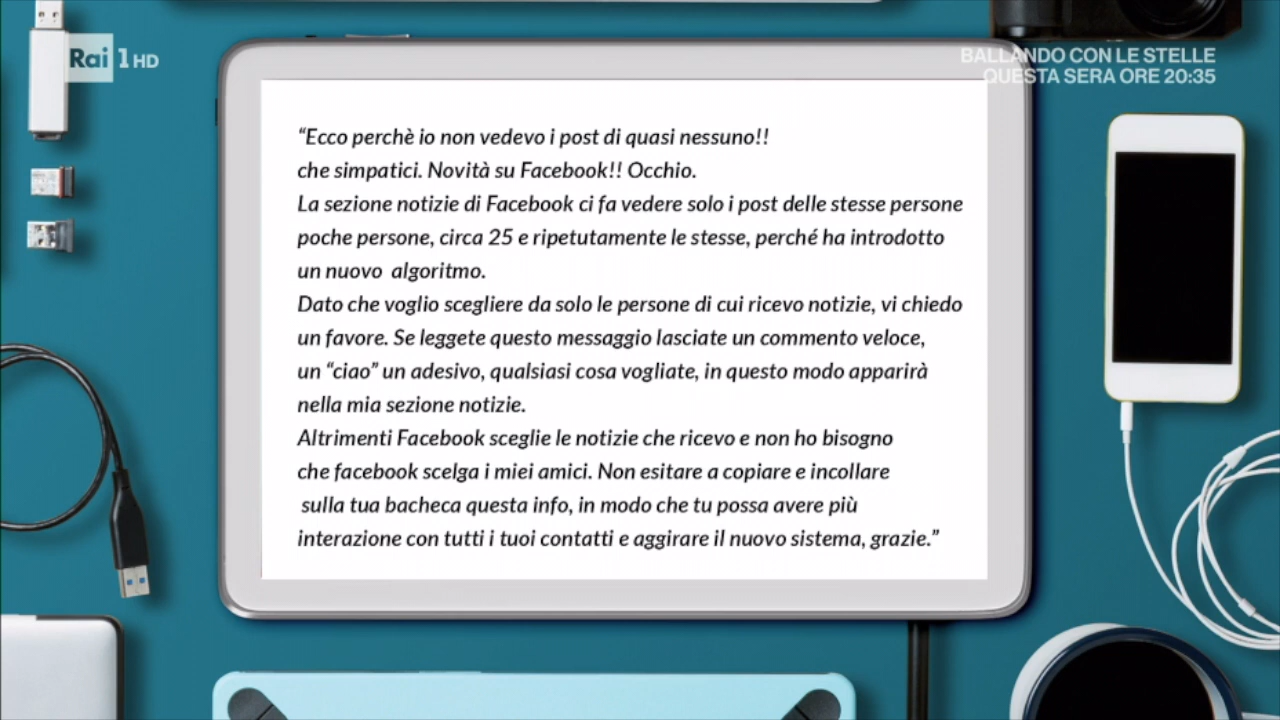 Rai 1 HD
BALLANDO CON LE STELLE
QUESTA SERA ORE 20:35
“Ecco perchè io non vedevo i post di quasi nessuno!!
che simpatici. Novità su Facebook!! Occhio.
La sezione notizie di Facebook ci fa vedere solo i post delle stesse persone
poche persone, circa 25 e ripetutamente le stesse, perché ha introdotto
un nuovo  algoritmo.
Dato che voglio scegliere da solo le persone di cui ricevo notizie, vi chiedo
un favore. Se leggete questo messaggio lasciate un commento veloce,
un “ciao” un adesivo, qualsiasi cosa vogliate, in questo modo apparirà
nella mia sezione notizie.
Altrimenti Facebook sceglie le notizie che ricevo e non ho bisogno
che facebook scelga i miei amici. Non esitare a copiare e incollare
sulla tua bacheca questa info, in modo che tu possa avere più
interazione con tutti i tuoi contatti e aggirare il nuovo sistema, grazie.”